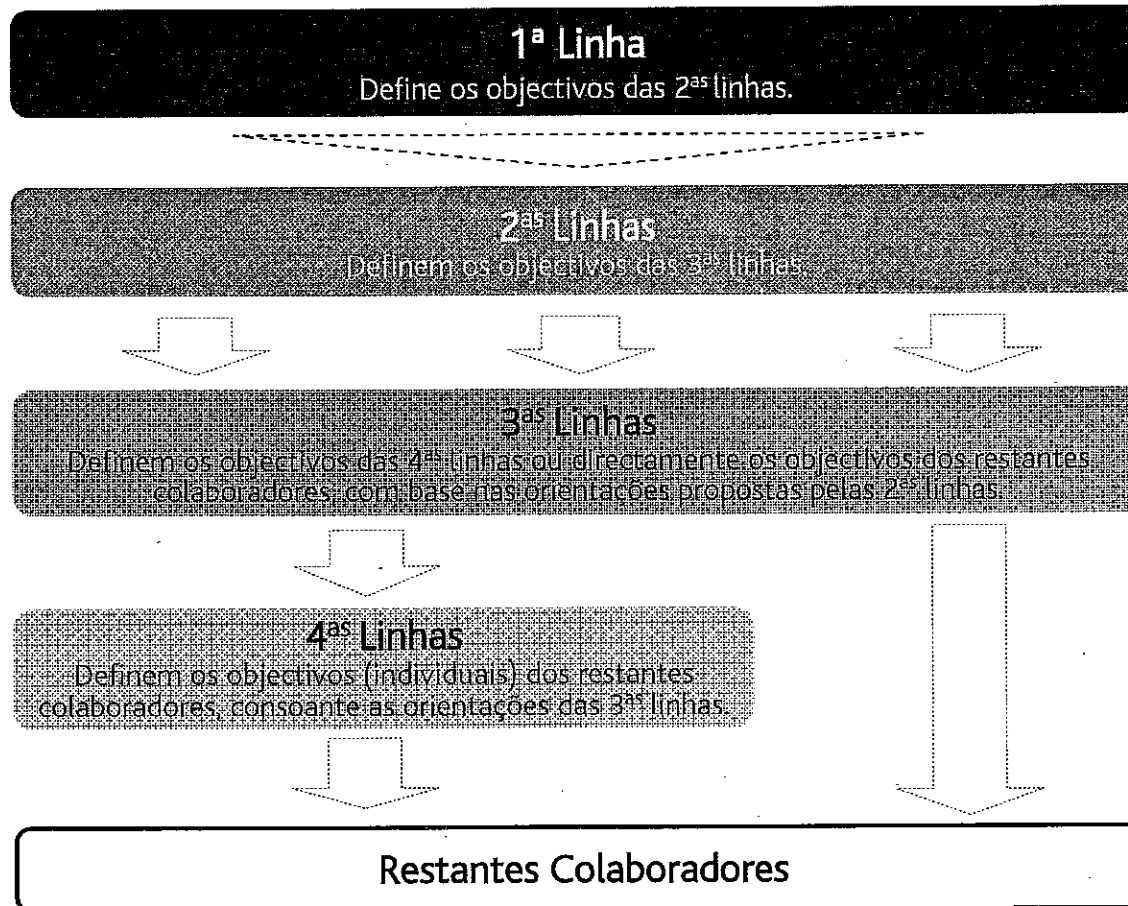 1ª Linha
Define os objectivos das 2ᵃˢ linhas.
2ᵃˢ Linhas
Definem os objectivos das 3ᵃˢ linhas.
3ᵃˢ Linhas
Definem os objectivos das 4ᵃˢ linhas ou directamente os objectivos dos restantes
colaboradores, com base nas orientações propostas pelas 2ᵃˢ linhas.
4ᵃˢ Linhas
Definem os objectivos (individuais) dos restantes
colaboradores, consoante as orientações das 3ᵃˢ linhas.
Restantes Colaboradores